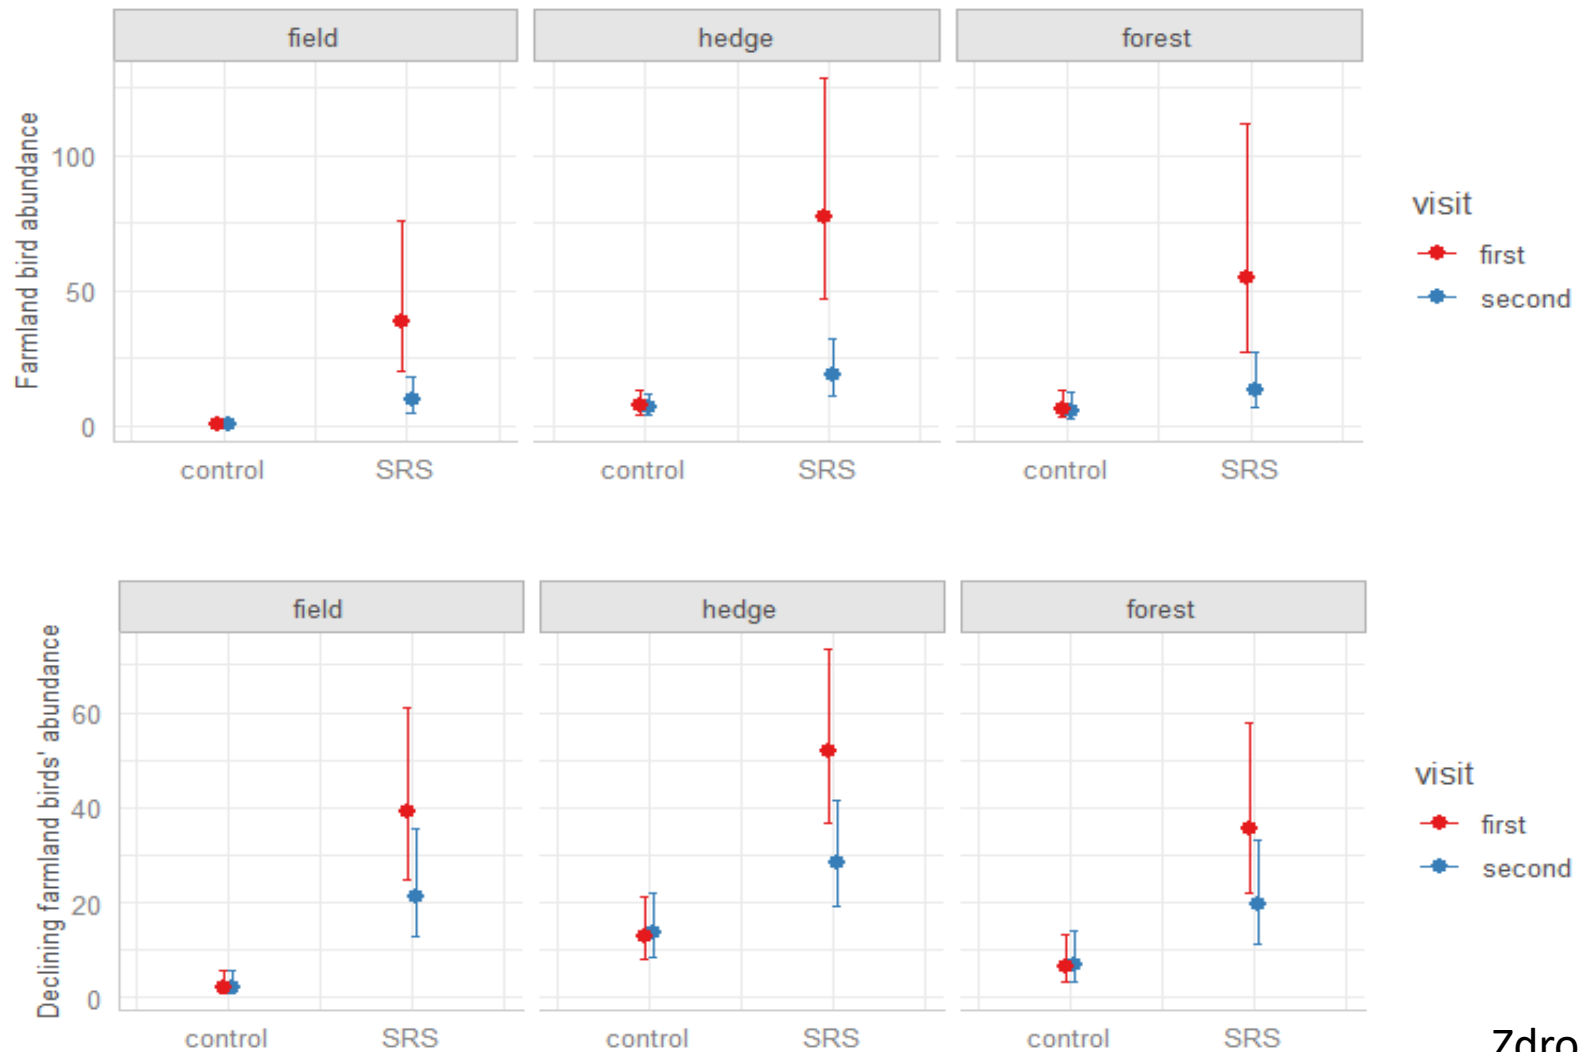 field hedge forest
Farmland bird abundance
100
50
0
control SRS control SRS control SRS
visit
first
second
field hedge forest
Declining farmland birds' abundance
60
40
20
0
control SRS control SRS control SRS
visit
first
second
Zdro